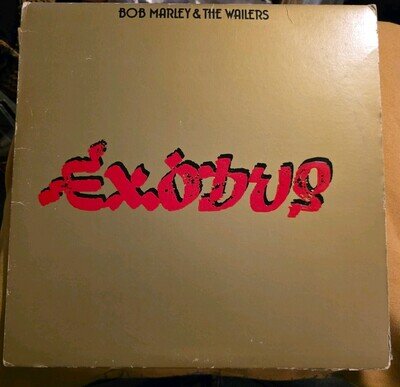 BOB MARLEY & THE WAILERS
EXODUS